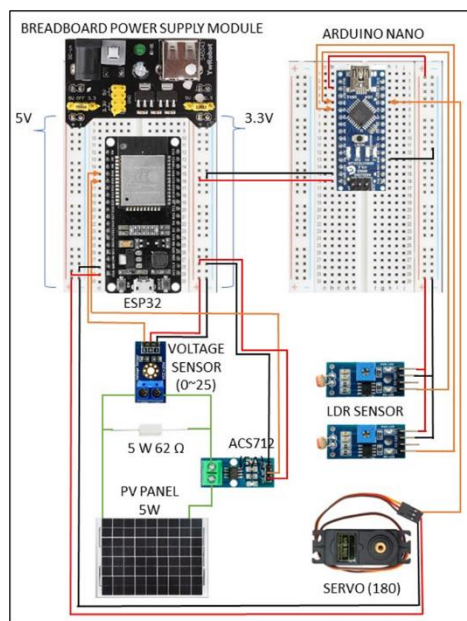 BREADBOARD POWER SUPPLY MODULE
ARDUINO NANO
5V
3.3V
ESP32
VOLTAGE
SENSOR
(0~25)
LDR SENSOR
5 W 62 Ω
ACS712
(5A)
PV PANEL
5W
SERVO (180)